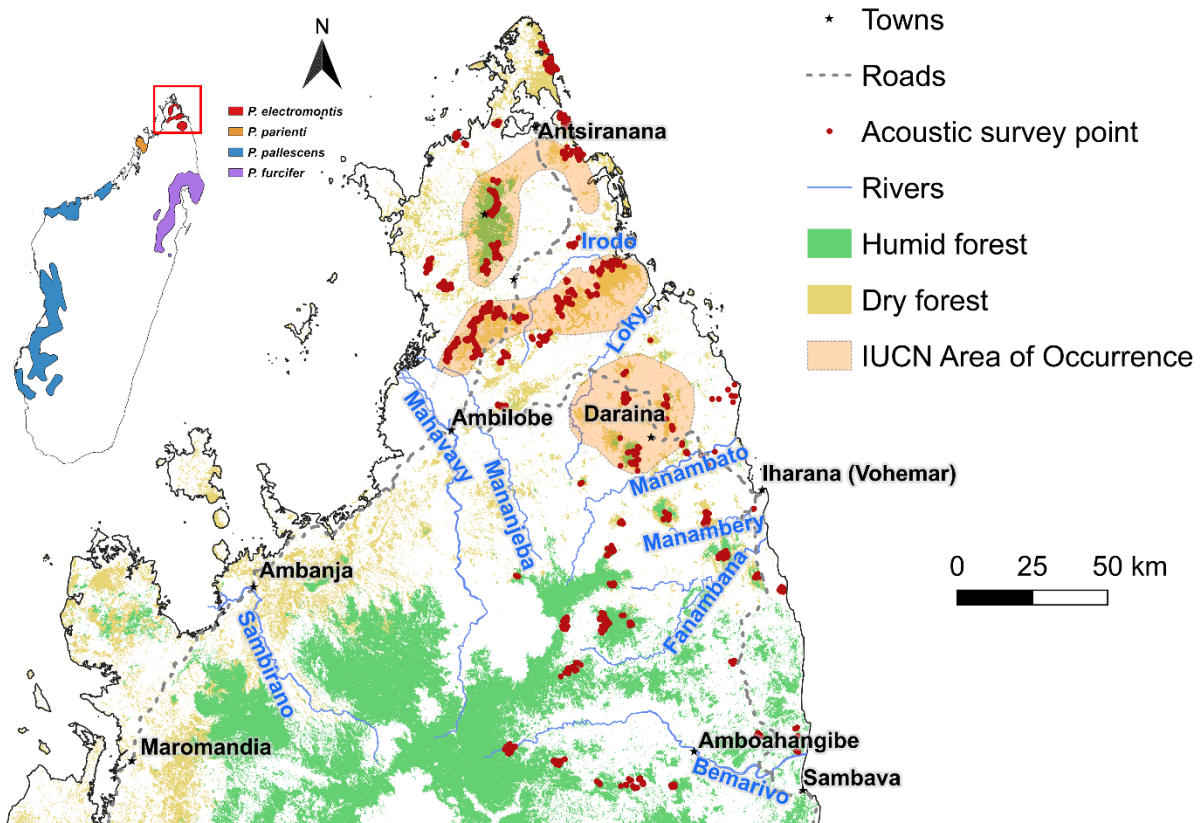 N
P. electromontis
P. parienti
P. pallescens
P. furcifer
Towns
Roads
Acoustic survey point
Rivers
Humid forest
Dry forest
IUCN Area of Occurrence
Antsiranana
Irodo
Loky
Ambilobe
Daraina
Mahavavy
Mananjeba
Manambato
Iharana (Vohemar)
Manambery
Fanambana
0 25 50 km
Ambanja
Sambirano
Maromandia
Amboahangibe
Bemarivo
Sambava